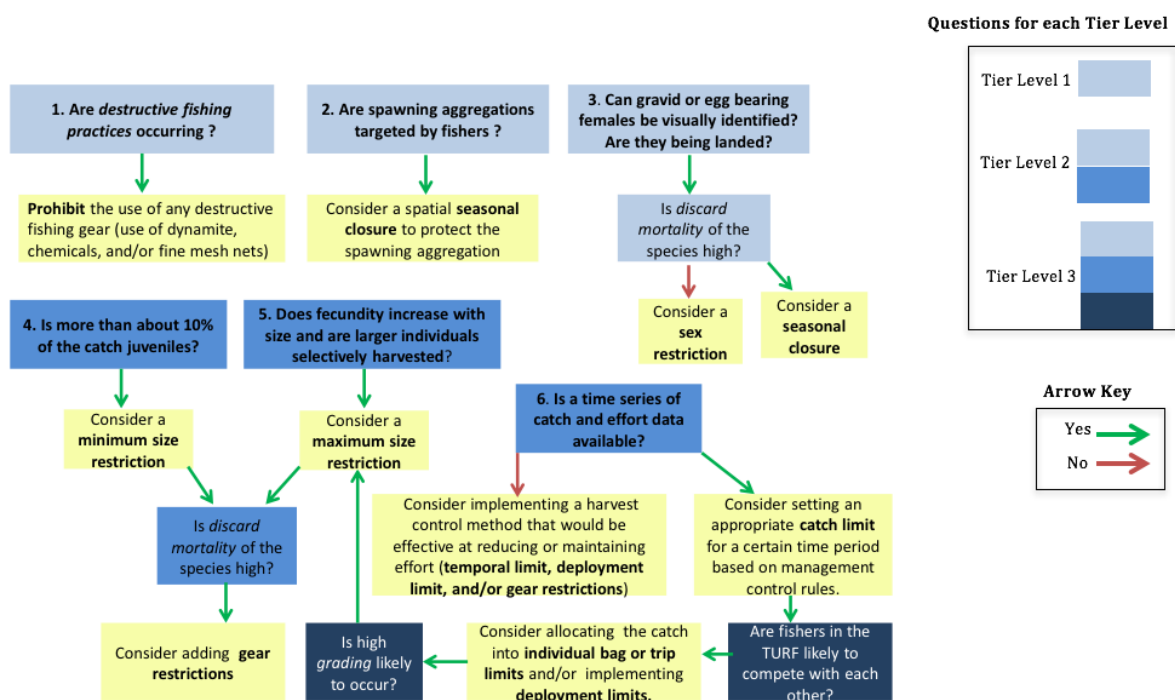 Questions for each Tier Level
Tier Level 1
Tier Level 2
Tier Level 3
Arrow Key
Yes
No
1. Are destructive fishing
practices occurring ?
Prohibit the use of any destructive
fishing gear (use of dynamite,
chemicals, and/or fine mesh nets)
2. Are spawning aggregations
targeted by fishers ?
Consider a spatial seasonal
closure to protect the
spawning aggregation
3. Can gravid or egg bearing
females be visually identified?
Are they being landed?
Is discard
mortality of the
species high?
Consider a
sex
restriction
Consider a
seasonal
closure
4. Is more than about 10%
of the catch juveniles?
Consider a
minimum size
restriction
5. Does fecundity increase with
size and are larger individuals
selectively harvested?
Consider a
maximum size
restriction
Is discard
mortality of the
species high?
Consider adding gear
restrictions
6. Is a time series of
catch and effort data
available?
Consider implementing a harvest
control method that would be
effective at reducing or maintaining
effort (temporal limit, deployment
limit, and/or gear restrictions)
Consider setting an
appropriate catch limit
for a certain time period
based on management
control rules.
Are fishers in the
TURF likely to
compete with each
other?
Consider allocating the catch
into individual bag or trip
limits and/or implementing
deployment limits.
Is high
grading likely
to occur?